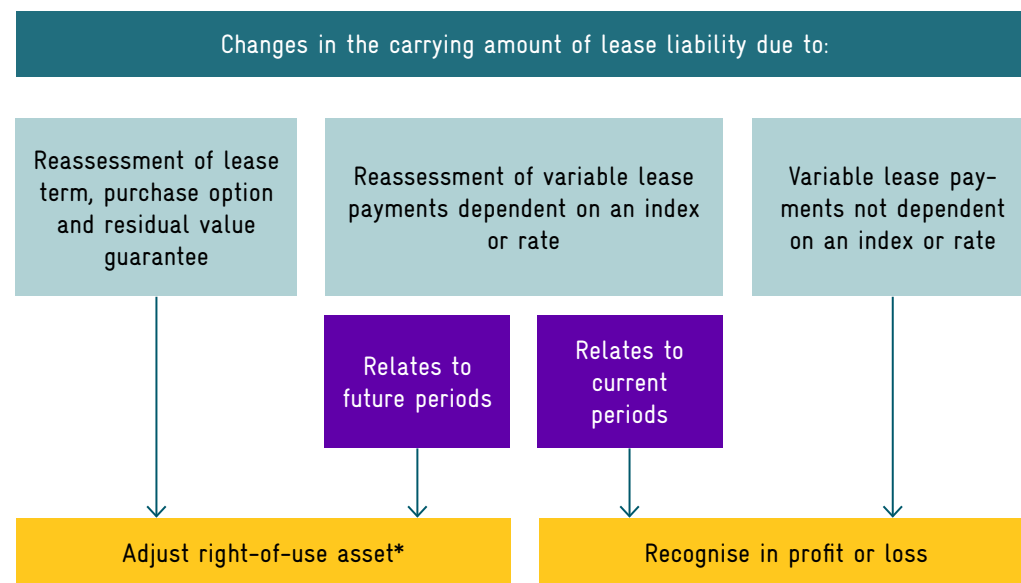 Changes in the carrying amount of lease liability due to:
Reassessment of lease
term, purchase option
and residual value
guarantee
Reassessment of variable lease
payments dependent on an index
or rate
Variable lease pay-
ments not dependent
on an index or rate
Relates to
future periods
Relates to
current
periods
Adjust right-of-use asset*
Recognise in profit or loss